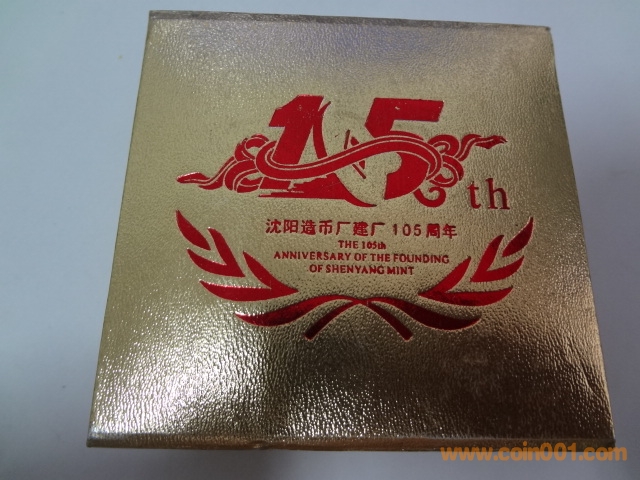 105th
沈阳造币厂建厂105周年
THE 105th
ANNIVERSARY OF THE FOUNDING
OF SHENYANG MINT
www.coin001.com